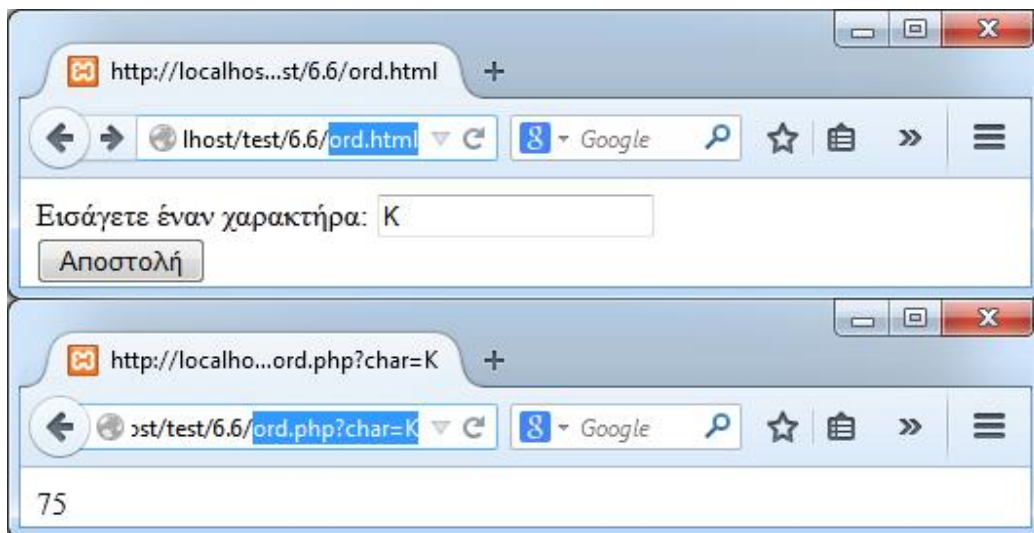 http://localhos...st/6.6/ord.html
lhost/test/6.6/ord.html
Google
Εισάγετε έναν χαρακτήρα: K
Αποστολή
http://localho...ord.php?char=K
ost/test/6.6/ord.php?char=K
Google
75